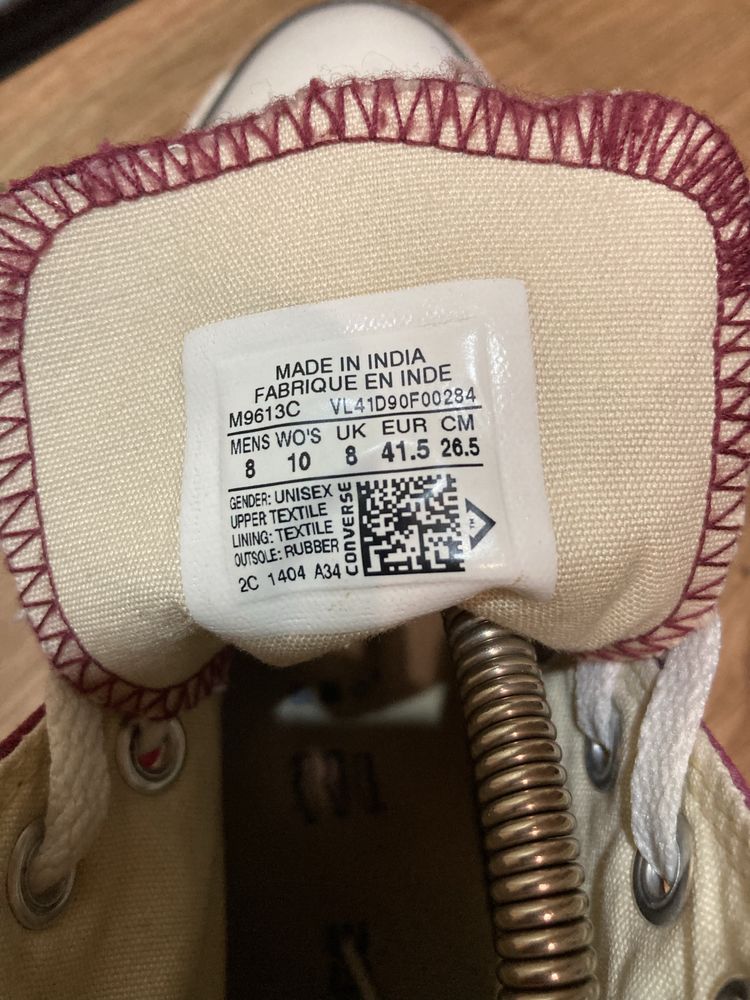 MADE IN INDIA
FABRIQUE EN INDE
M9613C VL41D90F00284
MENS WO'S UK EUR CM
8 10 8 41.5 26.5
GENDER: UNISEX
UPPER TEXTILE
LINING: TEXTILE
OUTSOLE: RUBBER
2C 1404 A34
CONVERSE
TM